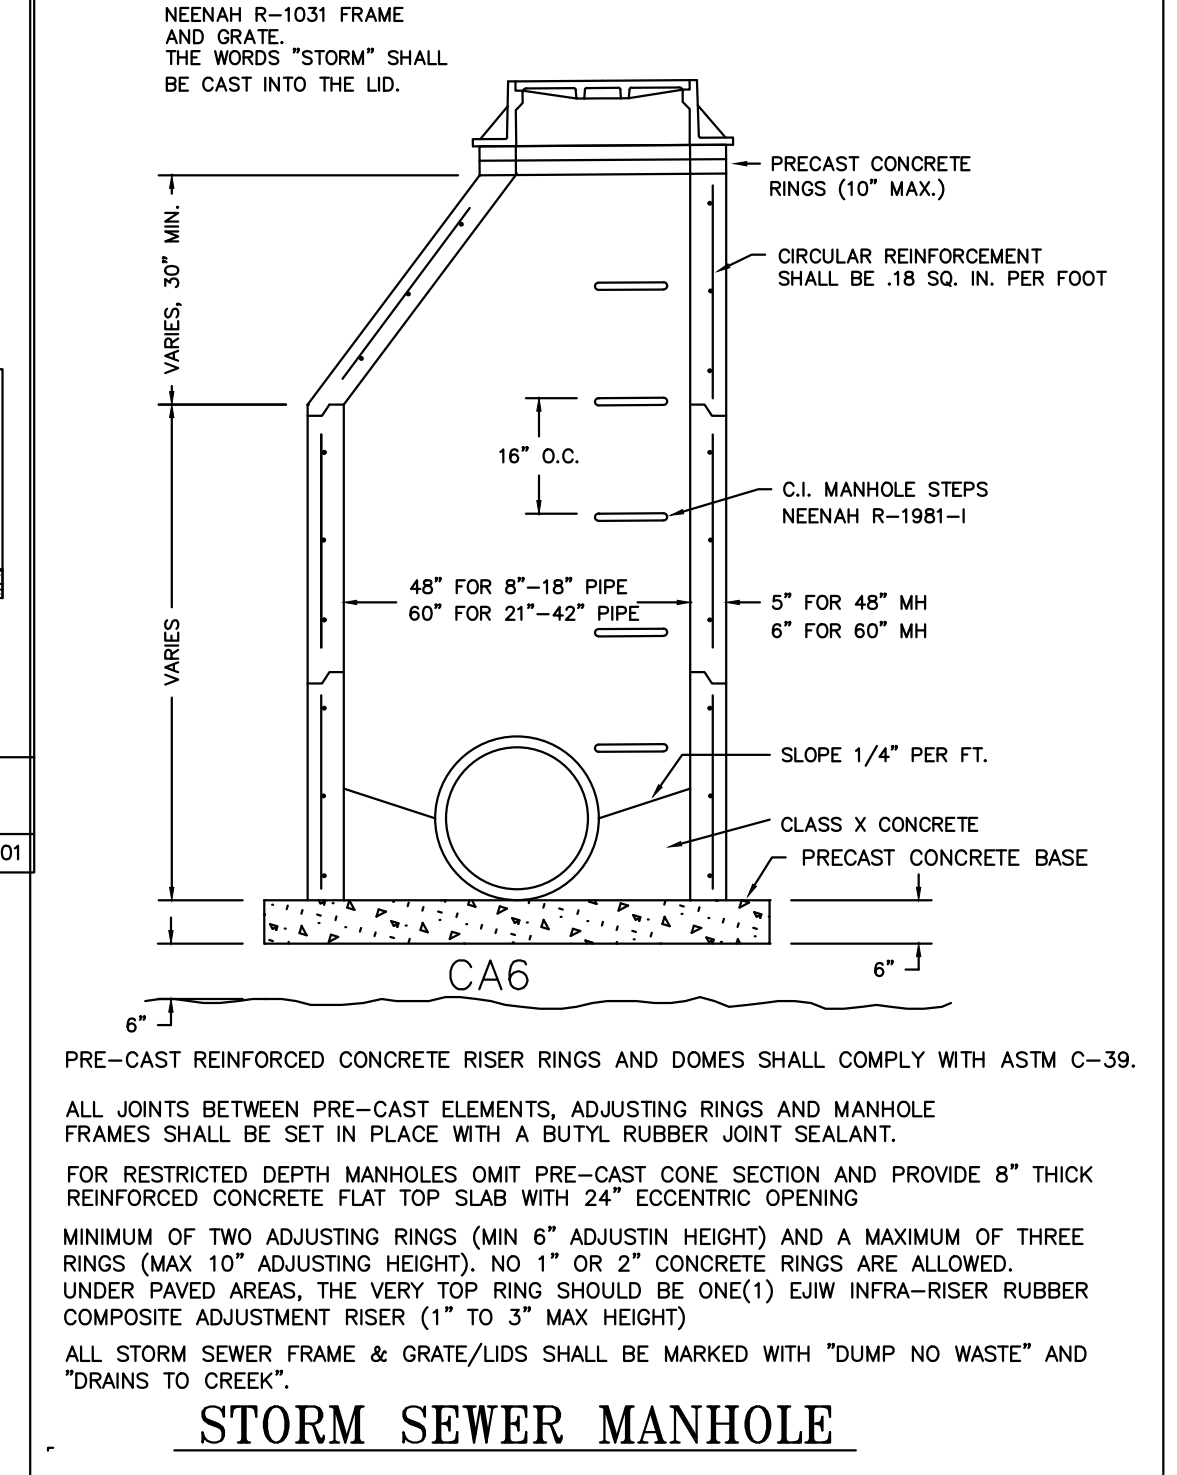 NEENAH R-1031 FRAME
AND GRATE.
THE WORDS "STORM" SHALL
BE CAST INTO THE LID.
PRECAST CONCRETE
RINGS (10" MAX.)
VARIES, 30" MIN.
CIRCULAR REINFORCEMENT
SHALL BE .18 SQ. IN. PER FOOT
16" O.C.
C.I. MANHOLE STEPS
NEENAH R-1981-I
48" FOR 8"-18" PIPE
60" FOR 21"-42" PIPE
5" FOR 48" MH
6" FOR 60" MH
VARIES
SLOPE 1/4" PER FT.
CLASS X CONCRETE
01
PRECAST CONCRETE BASE
CA6
6"
6"
PRE-CAST REINFORCED CONCRETE RISER RINGS AND DOMES SHALL COMPLY WITH ASTM C-39.
ALL JOINTS BETWEEN PRE-CAST ELEMENTS, ADJUSTING RINGS AND MANHOLE
FRAMES SHALL BE SET IN PLACE WITH A BUTYL RUBBER JOINT SEALANT.
FOR RESTRICTED DEPTH MANHOLES OMIT PRE-CAST CONE SECTION AND PROVIDE 8" THICK
REINFORCED CONCRETE FLAT TOP SLAB WITH 24" ECCENTRIC OPENING
MINIMUM OF TWO ADJUSTING RINGS (MIN 6" ADJUSTIN HEIGHT) AND A MAXIMUM OF THREE
RINGS (MAX 10" ADJUSTING HEIGHT). NO 1" OR 2" CONCRETE RINGS ARE ALLOWED.
UNDER PAVED AREAS, THE VERY TOP RING SHOULD BE ONE(1) EJIW INFRA-RISER RUBBER
COMPOSITE ADJUSTMENT RISER (1" TO 3" MAX HEIGHT)
ALL STORM SEWER FRAME & GRATE/LIDS SHALL BE MARKED WITH "DUMP NO WASTE" AND
"DRAINS TO CREEK".
STORM SEWER MANHOLE